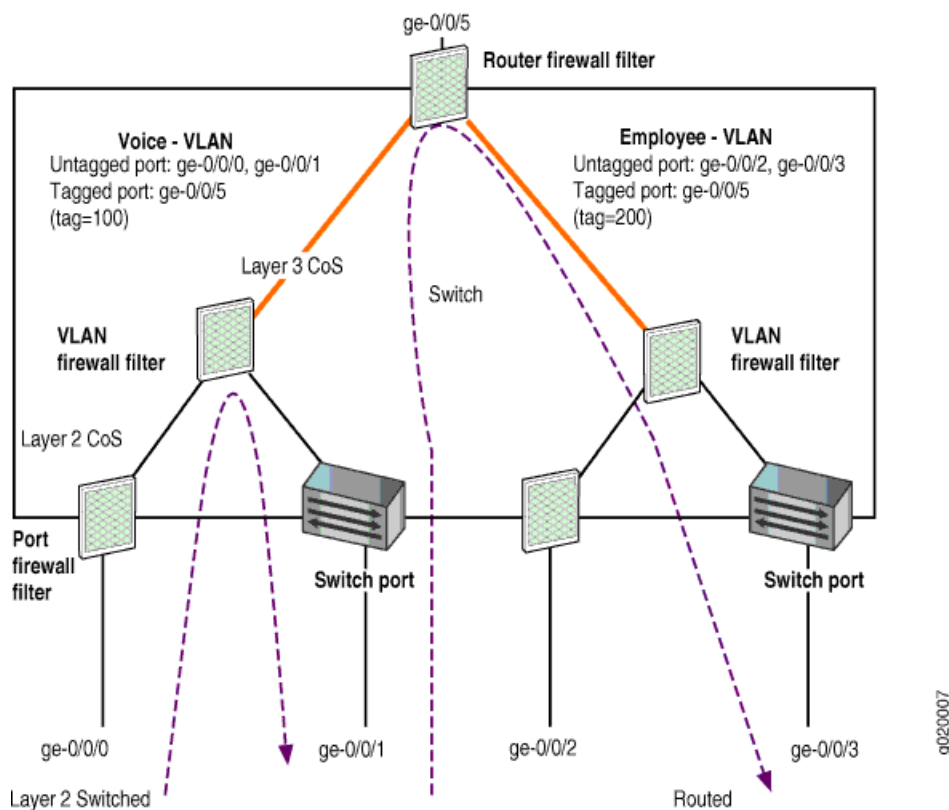 ge-0/0/5
Router firewall filter
Voice - VLAN
Untagged port: ge-0/0/0, ge-0/0/1
Tagged port: ge-0/0/5
(tag=100)
Employee - VLAN
Untagged port: ge-0/0/2, ge-0/0/3
Tagged port: ge-0/0/5
(tag=200)
Layer 3 CoS
Switch
VLAN
firewall filter
VLAN
firewall filter
Layer 2 CoS
Port
firewall
filter
Switch port
Switch port
ge-0/0/0
ge-0/0/1
ge-0/0/2
ge-0/0/3
Layer 2 Switched
Routed
g020007